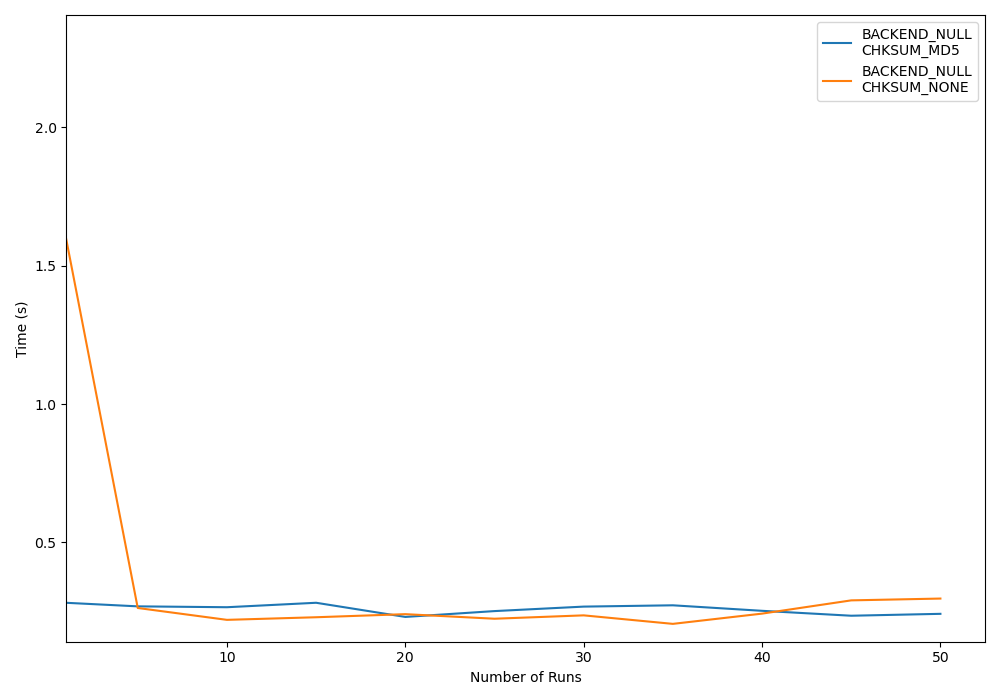 BACKEND_NULL
CHKSUM_MD5
BACKEND_NULL
CHKSUM_NONE
2.0
1.5
1.0
0.5
Time (s)
10 20 30 40 50
Number of Runs